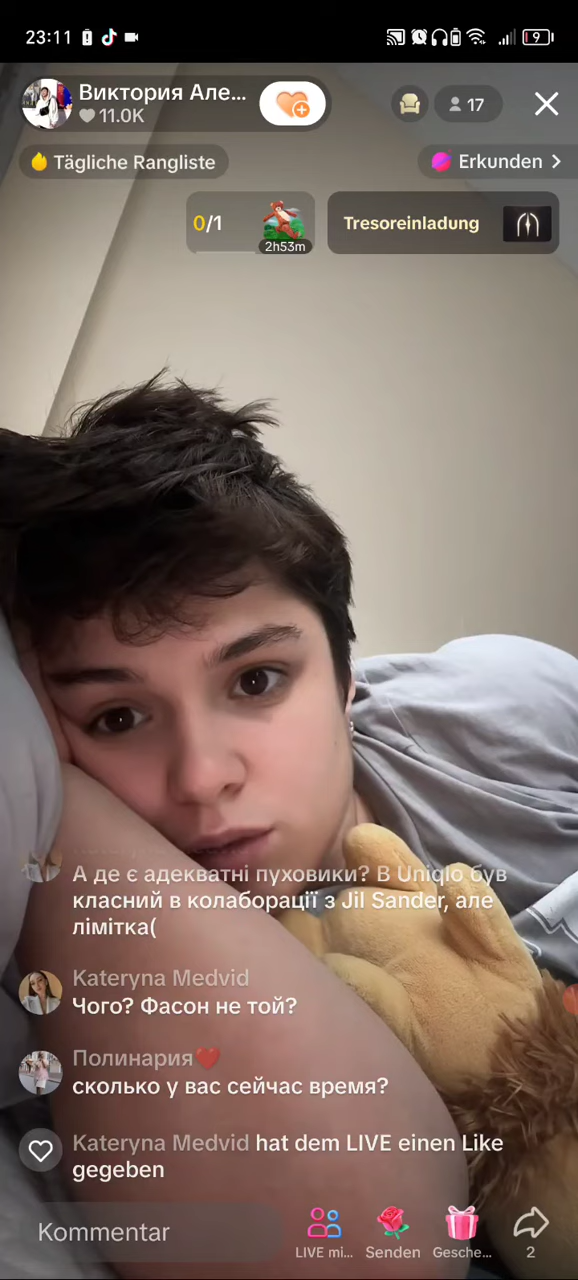 23:11
9
Виктория Але...
11.0K
17
Tägliche Rangliste
Erkunden
0/1
2h53m
Tresoreinladung
А де є адекватні пуховики? В Uniqlo був
класний в колаборації з Jil Sander, але
лімітка(
Kateryna Medvid
Чого? Фасон не той?
Полинария❤️
сколько у вас сейчас время?
Kateryna Medvid hat dem LIVE einen Like
gegeben
Kommentar
LIVE mi...
Senden
Gesche...
2